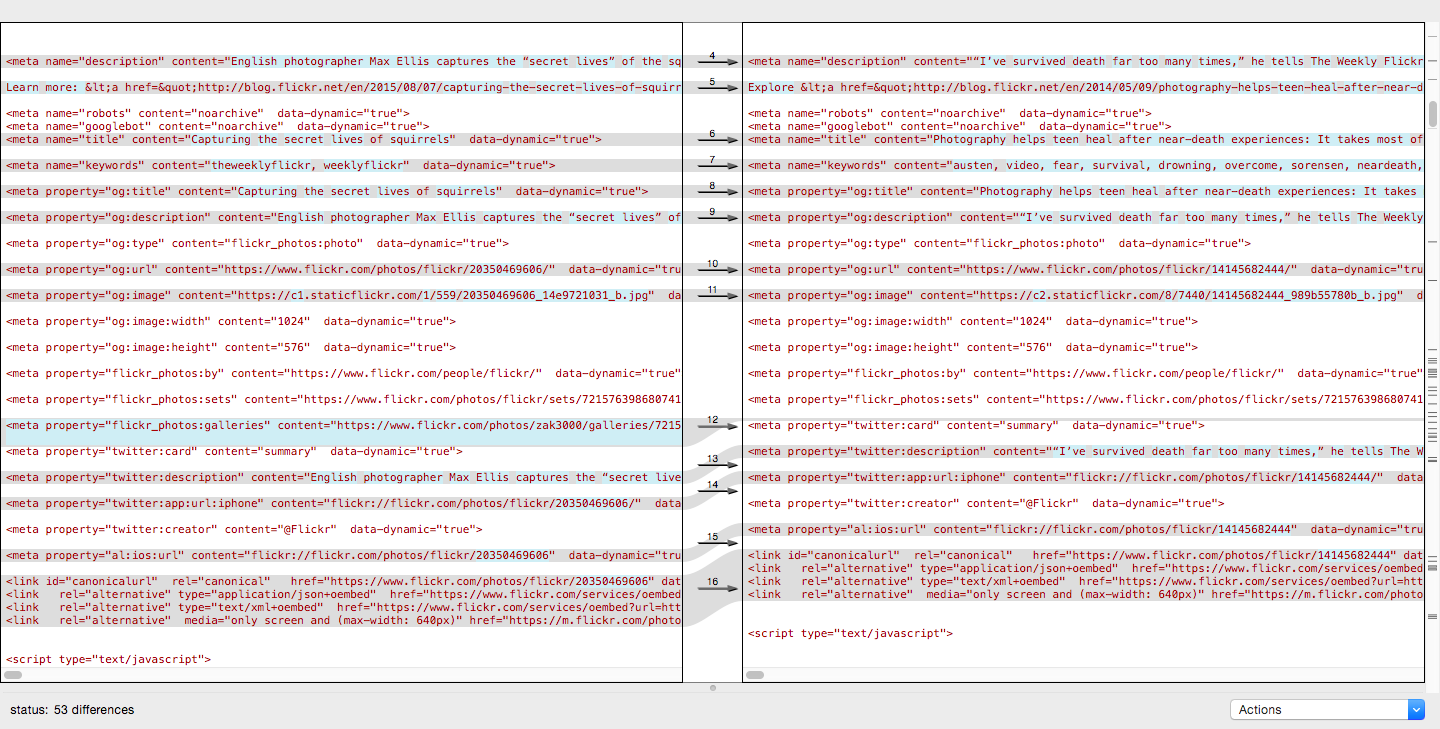 <meta name="description" content="English photographer Max Ellis captures the “secret lives” of the sq
Learn more: &lt;a href=&quot;http://blog.flickr.net/en/2015/08/07/capturing-the-secret-lives-of-squirr
<meta name="robots" content="noarchive"  data-dynamic="true">
<meta name="googlebot" content="noarchive"  data-dynamic="true">
<meta name="title" content="Capturing the secret lives of squirrels"  data-dynamic="true">
<meta name="keywords" content="theweeklyflickr, weeklyflickr"  data-dynamic="true">
<meta property="og:title" content="Capturing the secret lives of squirrels"  data-dynamic="true">
<meta property="og:description" content="English photographer Max Ellis captures the “secret lives” of
<meta property="og:type" content="flickr_photos:photo"  data-dynamic="true">
<meta property="og:url" content="https://www.flickr.com/photos/flickr/20350469606/"  data-dynamic="tru
<meta property="og:image" content="https://c1.staticflickr.com/1/559/20350469606_14e9721031_b.jpg"  da
<meta property="og:image:width" content="1024"  data-dynamic="true">
<meta property="og:image:height" content="576"  data-dynamic="true">
<meta property="flickr_photos:by" content="https://www.flickr.com/people/flickr/"  data-dynamic="true"
<meta property="flickr_photos:sets" content="https://www.flickr.com/photos/flickr/sets/721576398680741
<meta property="flickr_photos:galleries" content="https://www.flickr.com/photos/zak3000/galleries/7215
<meta property="twitter:card" content="summary"  data-dynamic="true">
<meta property="twitter:description" content="English photographer Max Ellis captures the “secret live
<meta property="twitter:app:url:iphone" content="flickr://flickr.com/photos/flickr/20350469606/"  data
<meta property="twitter:creator" content="@Flickr"  data-dynamic="true">
<meta property="al:ios:url" content="flickr://flickr.com/photos/flickr/20350469606"  data-dynamic="tru
<link id="canonicalurl"  rel="canonical"   href="https://www.flickr.com/photos/flickr/20350469606" dat
<link   rel="alternative" type="application/json+oembed"  href="https://www.flickr.com/services/oembed
<link   rel="alternative" type="text/xml+oembed"  href="https://www.flickr.com/services/oembed?url=htt
<link   rel="alternative"  media="only screen and (max-width: 640px)" href="https://m.flickr.com/photo
<script type="text/javascript">
4
5
6
7
8
9
10
11
12
13
14
15
16
<meta name="description" content="“I’ve survived death far too many times,” he tells The Weekly Flickr
Explore &lt;a href=&quot;http://blog.flickr.net/en/2014/05/09/photography-helps-teen-heal-after-near-d
<meta name="robots" content="noarchive"  data-dynamic="true">
<meta name="googlebot" content="noarchive"  data-dynamic="true">
<meta name="title" content="Photography helps teen heal after near-death experiences: It takes most of
<meta name="keywords" content="austen, video, fear, survival, drowning, overcome, sorensen, neardeath,
<meta property="og:title" content="Photography helps teen heal after near-death experiences: It takes
<meta property="og:description" content="“I’ve survived death far too many times,” he tells The Weekly
<meta property="og:type" content="flickr_photos:photo"  data-dynamic="true">
<meta property="og:url" content="https://www.flickr.com/photos/flickr/14145682444/"  data-dynamic="tru
<meta property="og:image" content="https://c2.staticflickr.com/8/7440/14145682444_989b55780b_b.jpg"  d
<meta property="og:image:width" content="1024"  data-dynamic="true">
<meta property="og:image:height" content="576"  data-dynamic="true">
<meta property="flickr_photos:by" content="https://www.flickr.com/people/flickr/"  data-dynamic="true"
<meta property="flickr_photos:sets" content="https://www.flickr.com/photos/flickr/sets/721576398680741
<meta property="twitter:card" content="summary"  data-dynamic="true">
<meta property="twitter:description" content="“I’ve survived death far too many times,” he tells The W
<meta property="twitter:app:url:iphone" content="flickr://flickr.com/photos/flickr/14145682444/"  data
<meta property="twitter:creator" content="@Flickr"  data-dynamic="true">
<meta property="al:ios:url" content="flickr://flickr.com/photos/flickr/14145682444"  data-dynamic="tru
<link id="canonicalurl"  rel="canonical"   href="https://www.flickr.com/photos/flickr/14145682444" dat
<link   rel="alternative" type="application/json+oembed"  href="https://www.flickr.com/services/oembed
<link   rel="alternative" type="text/xml+oembed"  href="https://www.flickr.com/services/oembed?url=htt
<link   rel="alternative"  media="only screen and (max-width: 640px)" href="https://m.flickr.com/photo
<script type="text/javascript">
status: 53 differences
Actions